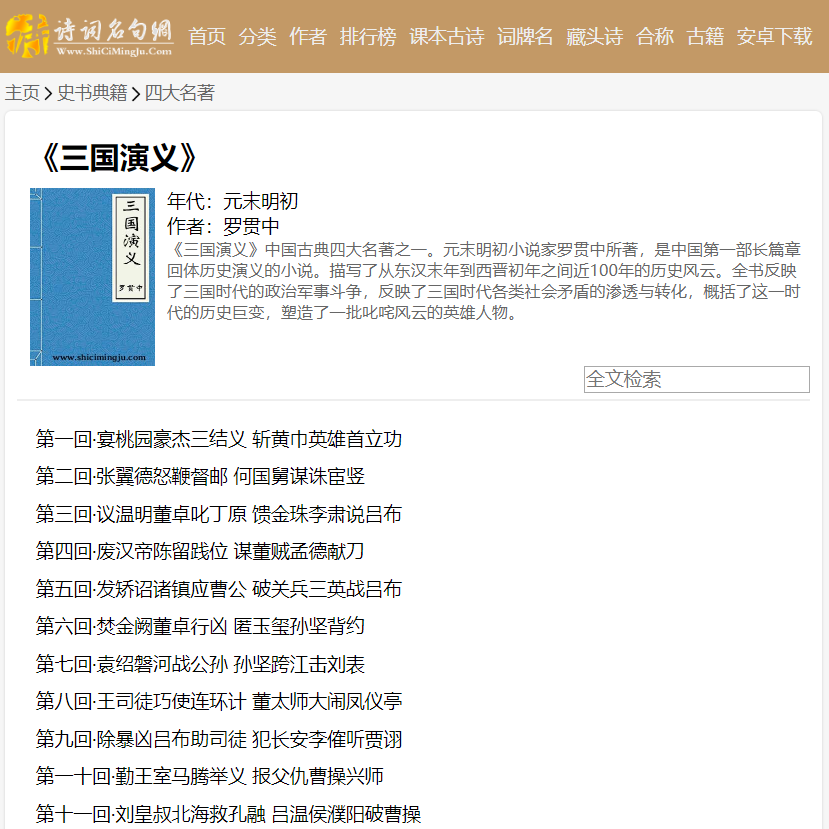 诗词名句網
www.ShiCiMingJu.Com
首页 分类 作者 排行榜 课本古诗 词牌名 藏头诗 合称 古籍 安卓下载
主页 史书典籍 四大名著
《三国演义》
三国演义
罗贯中
www.shicimingju.com
年代：元末明初
作者：罗贯中
《三国演义》中国古典四大名著之一。元末明初小说家罗贯中所著，是中国第一部长篇章
回体历史演义的小说。描写了从东汉末年到西晋初年之间近100年的历史风云。全书反映
了三国时代的政治军事斗争，反映了三国时代各类社会矛盾的渗透与转化，概括了这一时
代的历史巨变，塑造了一批叱咤风云的英雄人物。
全文检索
第一回·宴桃园豪杰三结义 斩黄巾英雄首立功
第二回·张翼德怒鞭督邮 何国舅谋诛宦竖
第三回·议温明董卓叱丁原 馈金珠李肃说吕布
第四回·废汉帝陈留践位 谋董贼孟德献刀
第五回·发矫诏诸镇应曹公 破关兵三英战吕布
第六回·焚金阙董卓行凶 匿玉玺孙坚背约
第七回·袁绍磐河战公孙 孙坚跨江击刘表
第八回·王司徒巧使连环计 董太师大闹凤仪亭
第九回·除暴凶吕布助司徒 犯长安李傕听贾诩
第一十回·勤王室马腾举义 报父仇曹操兴师
第十一回·刘皇叔北海救孔融 吕温侯濮阳破曹操